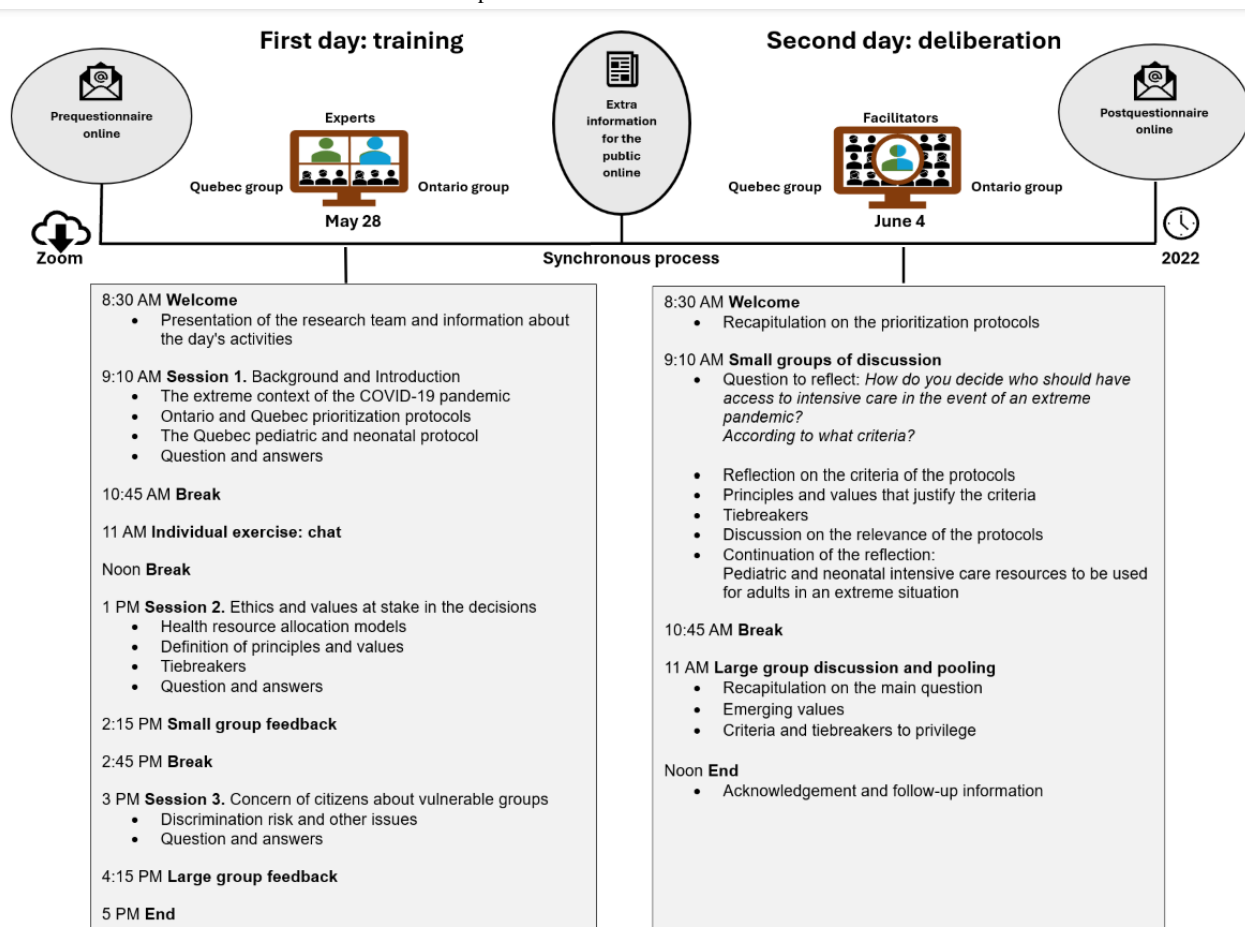 First day: training
Second day: deliberation
Prequestionnaire
online
Experts
Quebec group
Ontario group
May 28
Extra
information
for the
public
online
Facilitators
Quebec group
Ontario group
June 4
Postquestionnaire
online
Zoom
Synchronous process
2022
8:30 AM Welcome
• Presentation of the research team and information about
the day's activities
9:10 AM Session 1. Background and Introduction
• The extreme context of the COVID-19 pandemic
• Ontario and Quebec prioritization protocols
• The Quebec pediatric and neonatal protocol
• Question and answers
10:45 AM Break
11 AM Individual exercise: chat
Noon Break
1 PM Session 2. Ethics and values at stake in the decisions
• Health resource allocation models
• Definition of principles and values
• Tiebreakers
• Question and answers
2:15 PM Small group feedback
2:45 PM Break
3 PM Session 3. Concern of citizens about vulnerable groups
• Discrimination risk and other issues
• Question and answers
4:15 PM Large group feedback
5 PM End
8:30 AM Welcome
• Recapitulation on the prioritization protocols
9:10 AM Small groups of discussion
• Question to reflect: How do you decide who should have
access to intensive care in the event of an extreme
pandemic?
According to what criteria?
• Reflection on the criteria of the protocols
• Principles and values that justify the criteria
• Tiebreakers
• Discussion on the relevance of the protocols
• Continuation of the reflection:
Pediatric and neonatal intensive care resources to be used
for adults in an extreme situation
10:45 AM Break
11 AM Large group discussion and pooling
• Recapitulation on the main question
• Emerging values
• Criteria and tiebreakers to privilege
Noon End
• Acknowledgement and follow-up information